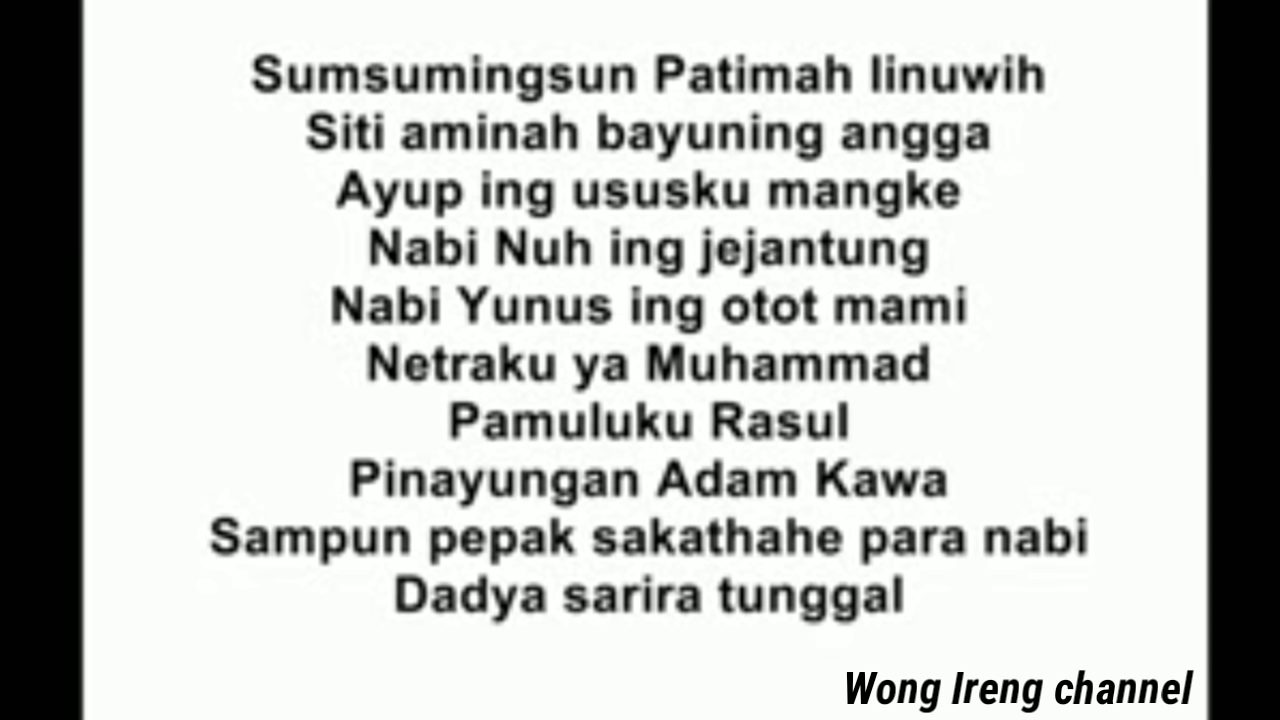 Sumsumingsun Patimah linuwih
Siti aminah bayuning angga
Ayup ing ususku mangke
Nabi Nuh ing jejantung
Nabi Yunus ing otot mami
Netraku ya Muhammad
Pamuluku Rasul
Pinayungan Adam Kawa
Sampun pepak sakathahe para nabi
Dadya sarira tunggal
Wong Ireng channel